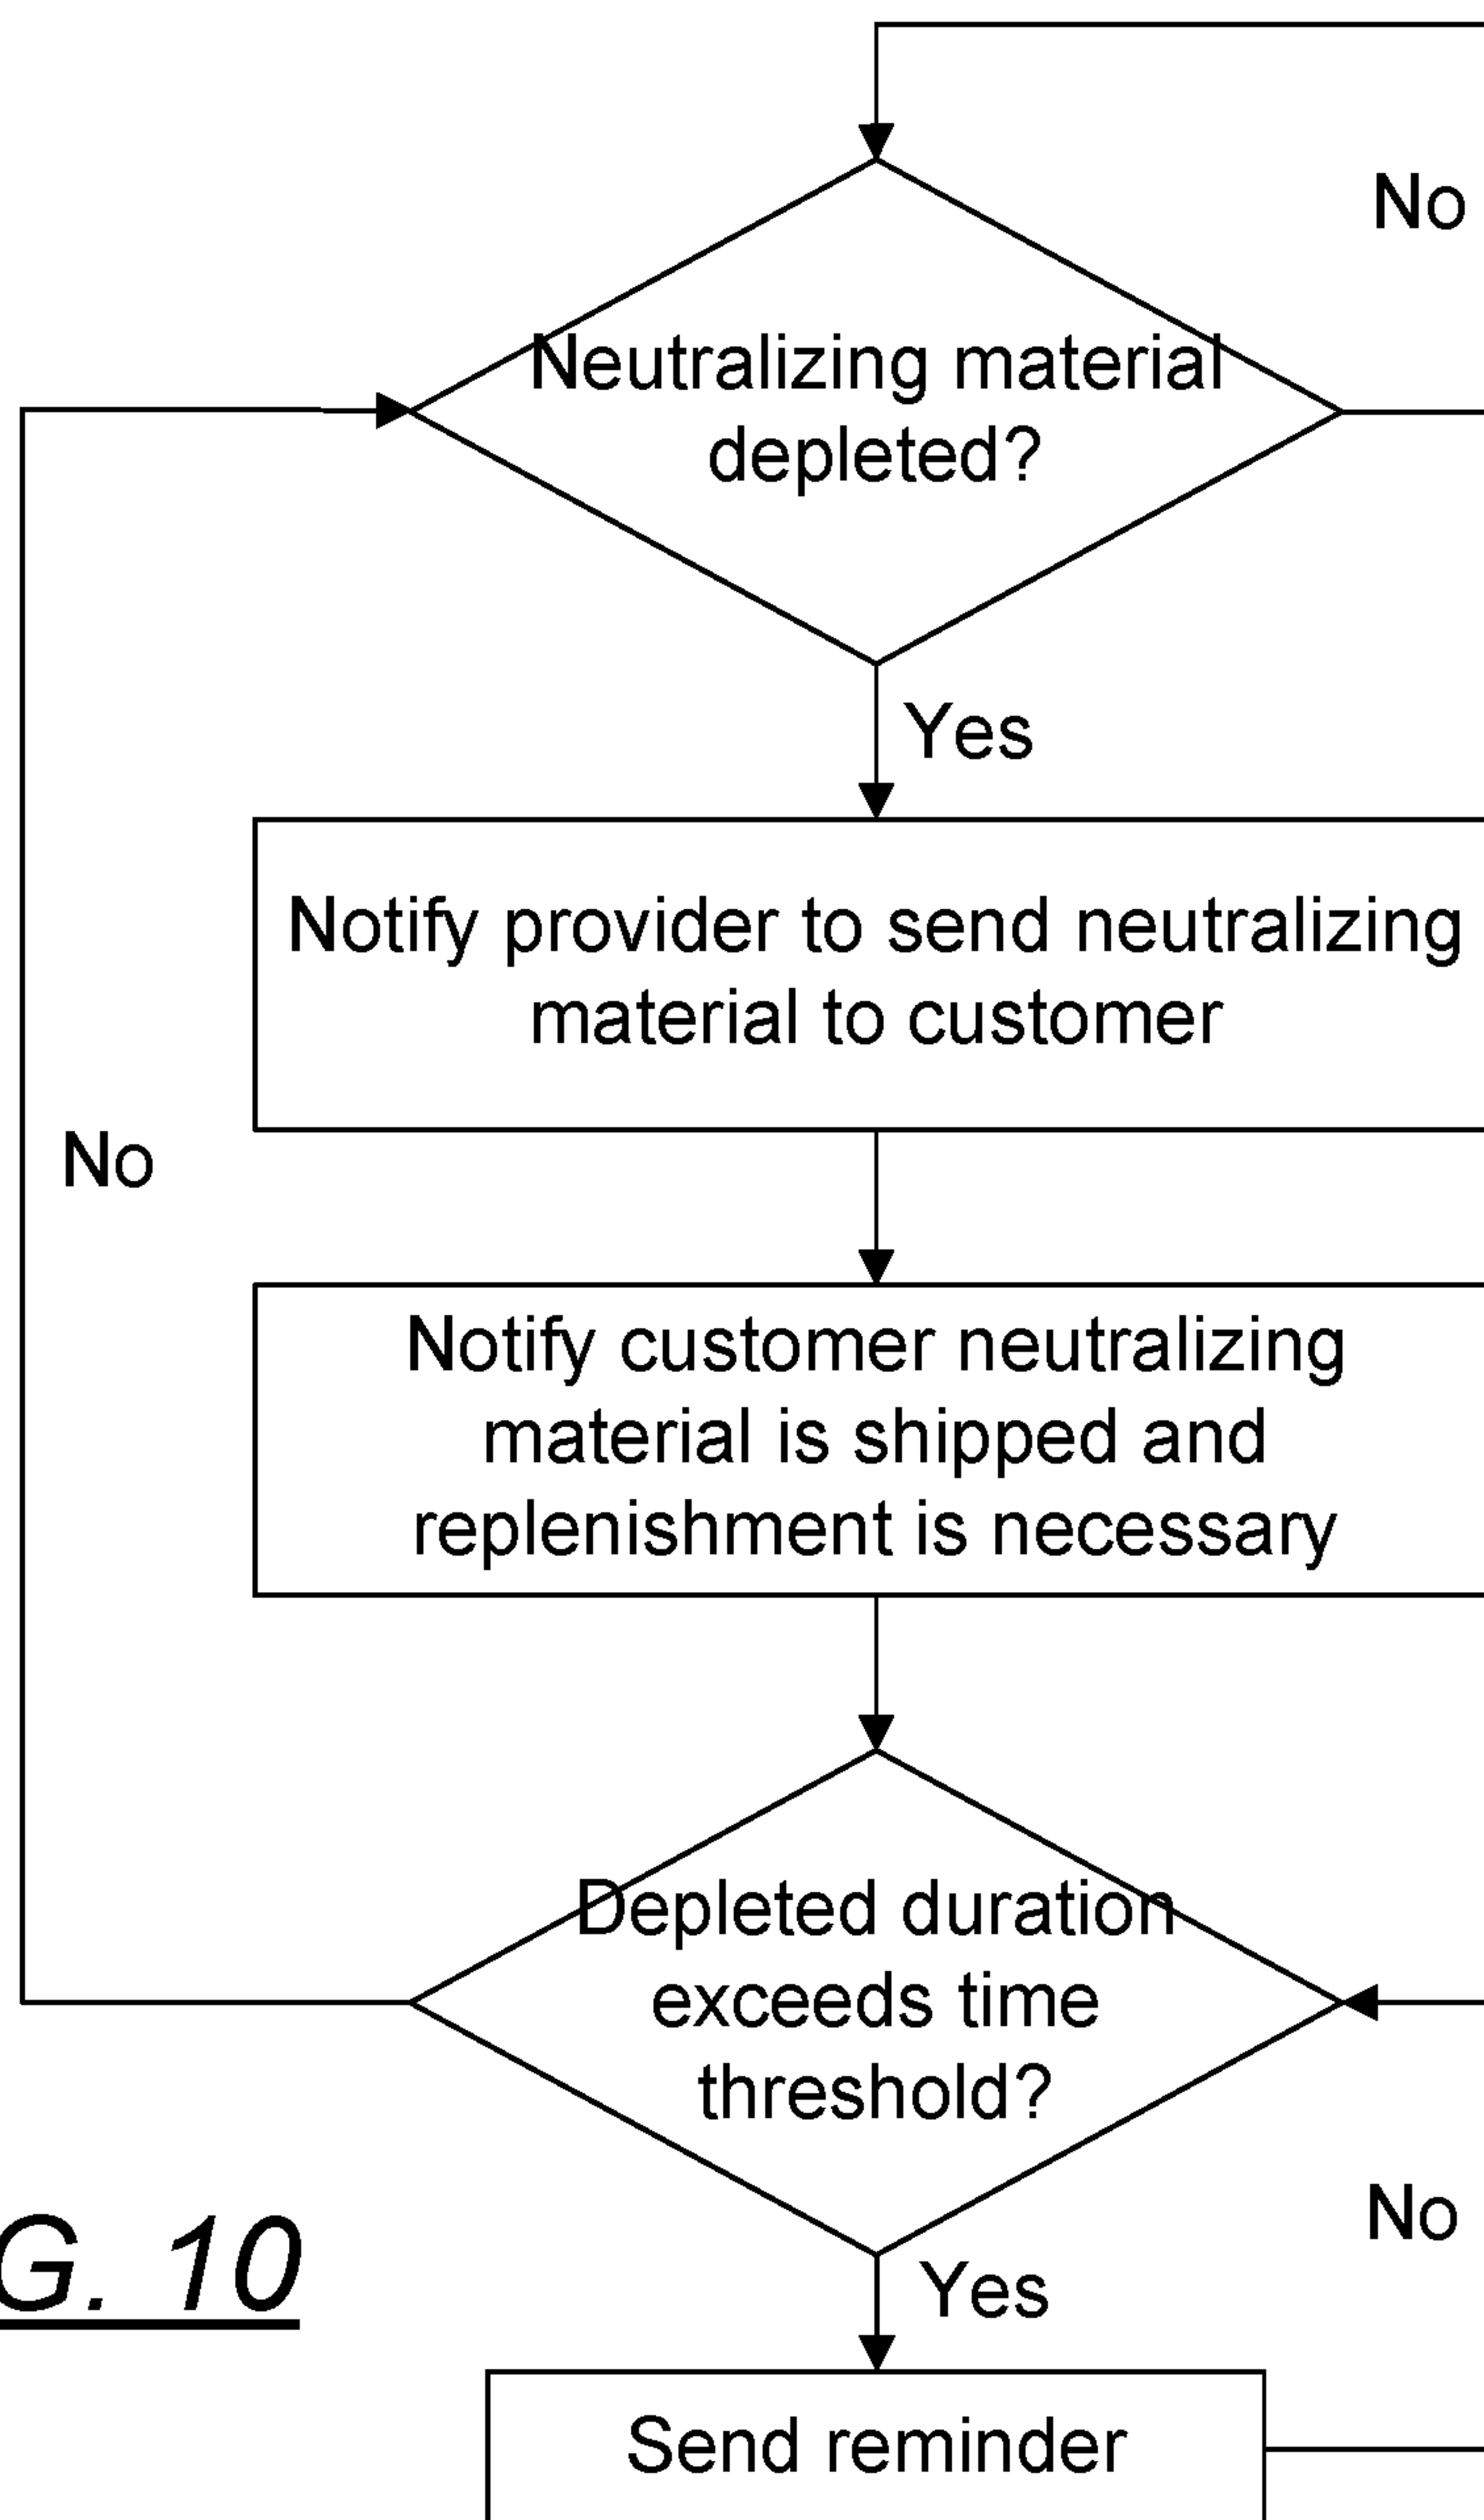 No
Neutralizing material
depleted?
Yes
Notify provider to send neutralizing
material to customer
No
Notify customer neutralizing
material is shipped and
replenishment is necessary
Depleted duration
exceeds time
threshold?
No
G. 10
Yes
Send reminder